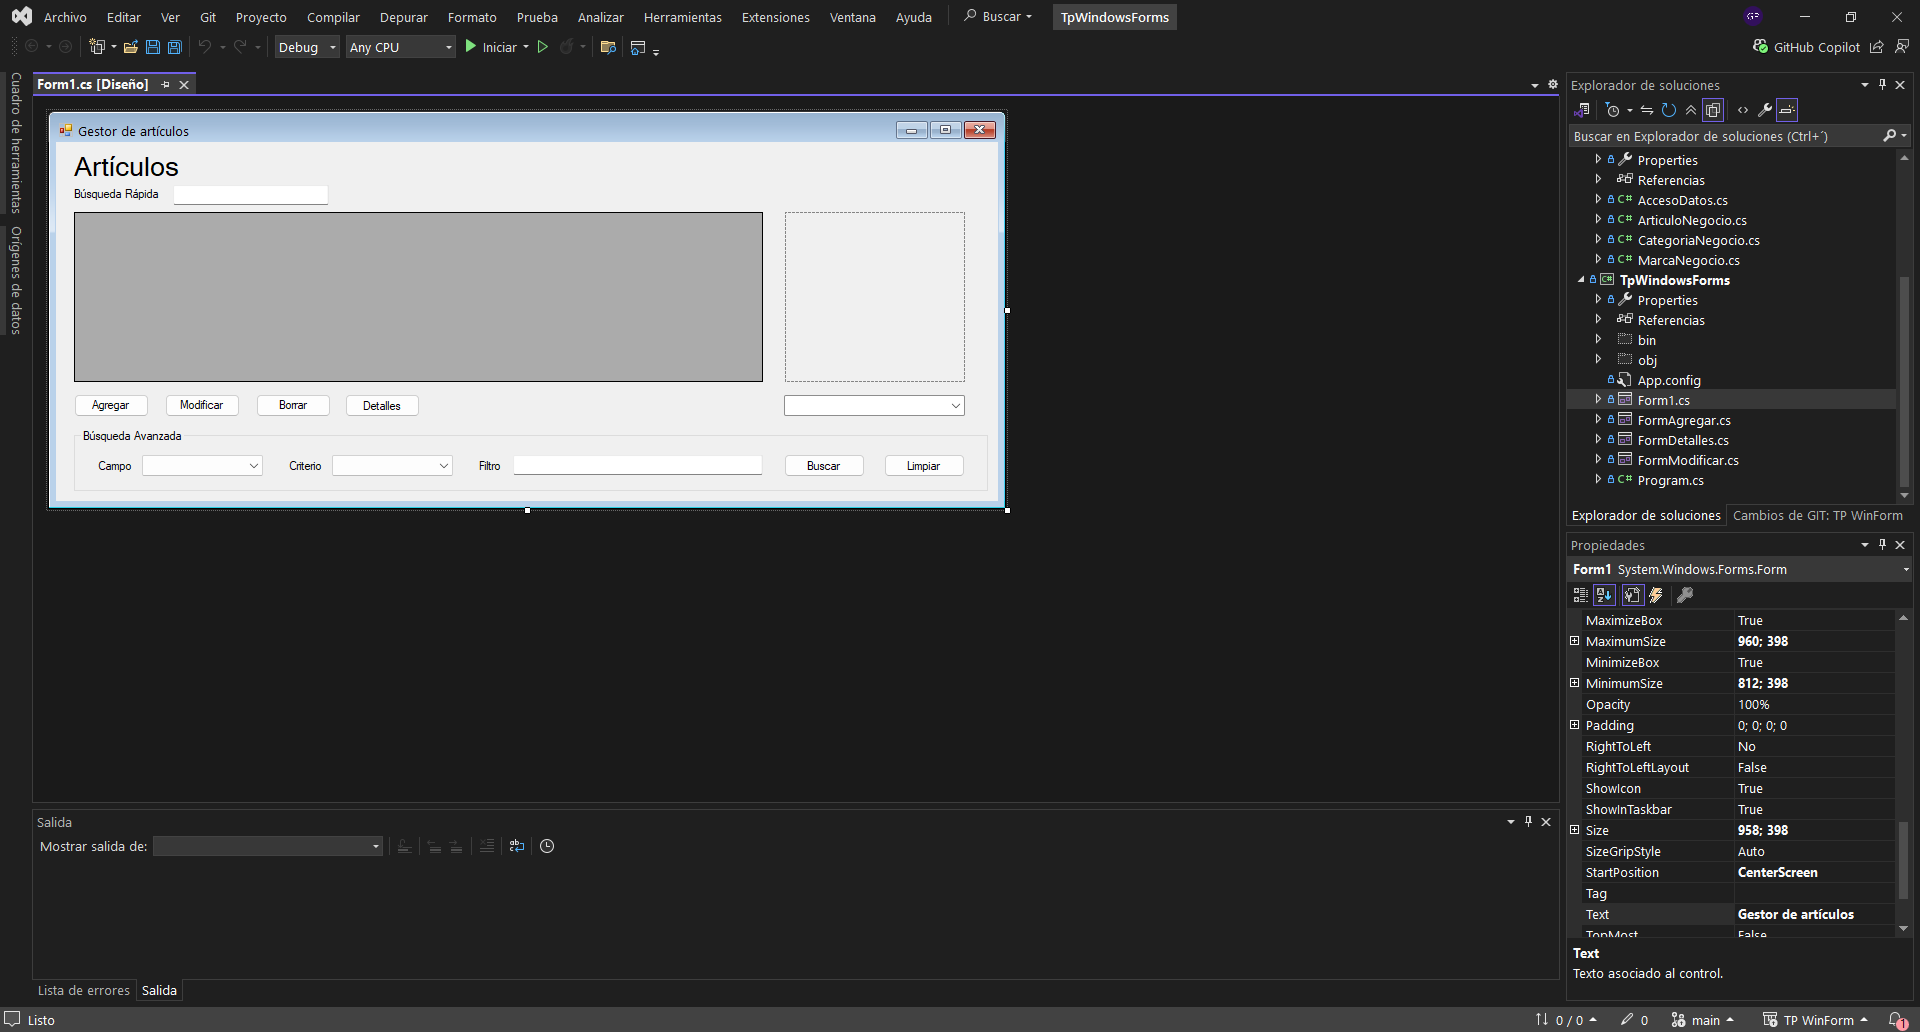 Archivo Editar Ver Git Proyecto Compilar Depurar Formato Prueba Analizar Herramientas Extensiones Ventana Ayuda Buscar TpWindowsForms GP
Debug Any CPU Iniciar GitHub Copilot
Cuadro de herramientas
Orígenes de datos
Form1.cs [Diseño]
Gestor de artículos
Artículos
Búsqueda Rápida
Agregar Modificar Borrar Detalles
Búsqueda Avanzada
Campo Criterio Filtro Buscar Limpiar
Salida
Mostrar salida de:
Lista de errores Salida
Explorador de soluciones
Buscar en Explorador de soluciones (Ctrl+´)
Properties
Referencias
C# AccesoDatos.cs
C# ArticuloNegocio.cs
C# CategoriaNegocio.cs
C# MarcaNegocio.cs
C# TpWindowsForms
Properties
Referencias
bin
obj
App.config
Form1.cs
FormAgregar.cs
FormDetalles.cs
FormModificar.cs
C# Program.cs
Explorador de soluciones Cambios de GIT: TP WinForm
Propiedades
Form1 System.Windows.Forms.Form
MaximizeBox True
MaximumSize 960; 398
MinimizeBox True
MinimumSize 812; 398
Opacity 100%
Padding 0; 0; 0; 0
RightToLeft No
RightToLeftLayout False
ShowIcon True
ShowInTaskbar True
Size 958; 398
SizeGripStyle Auto
StartPosition CenterScreen
Tag
Text Gestor de artículos
TopMost False
Text
Texto asociado al control.
Listo 0 / 0 0 main TP WinForm 1